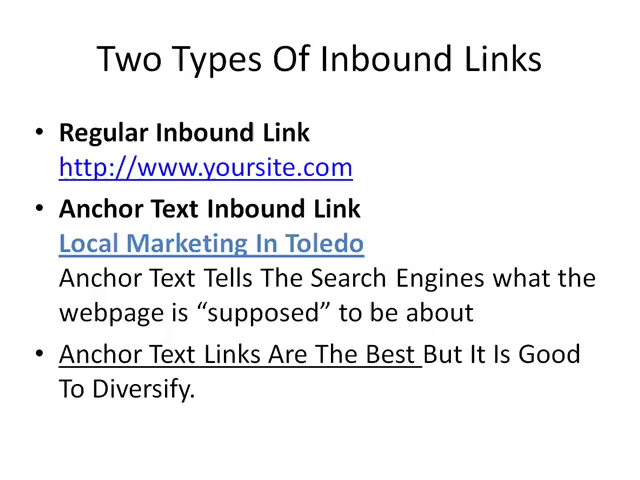 Two Types Of Inbound Links
• Regular Inbound Link
http://www.yoursite.com
• Anchor Text Inbound Link
Local Marketing In Toledo
Anchor Text Tells The Search Engines what the
webpage is “supposed” to be about
• Anchor Text Links Are The Best But It Is Good
To Diversify.